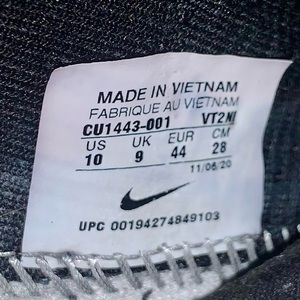 MADE IN VIETNAM
FABRIQUE AU VIETNAM
CU1443-001 VT2NI
US UK EUR CM
10 9 44 28
11/06/20
UPC 00194274849103